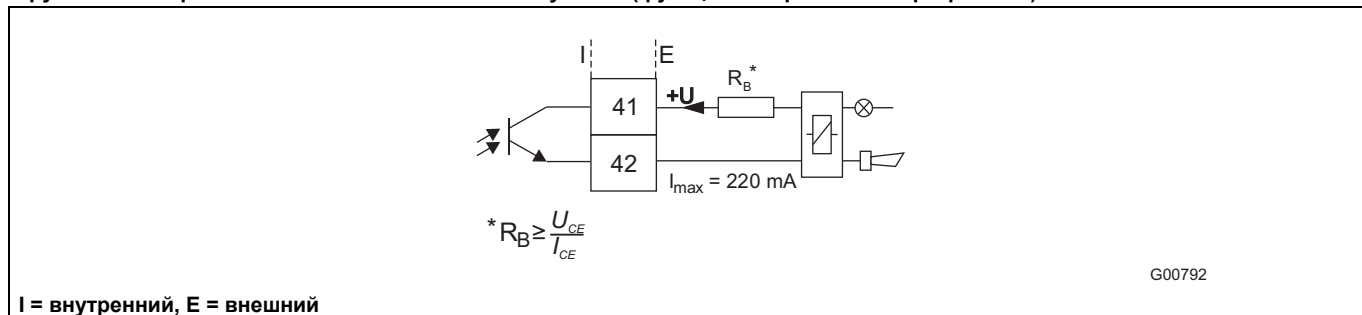 I E
R_B*
41 +U
42
I_max = 220 mA
* R_B ≥ U_CE / I_CE
G00792
I = внутренний, E = внешний